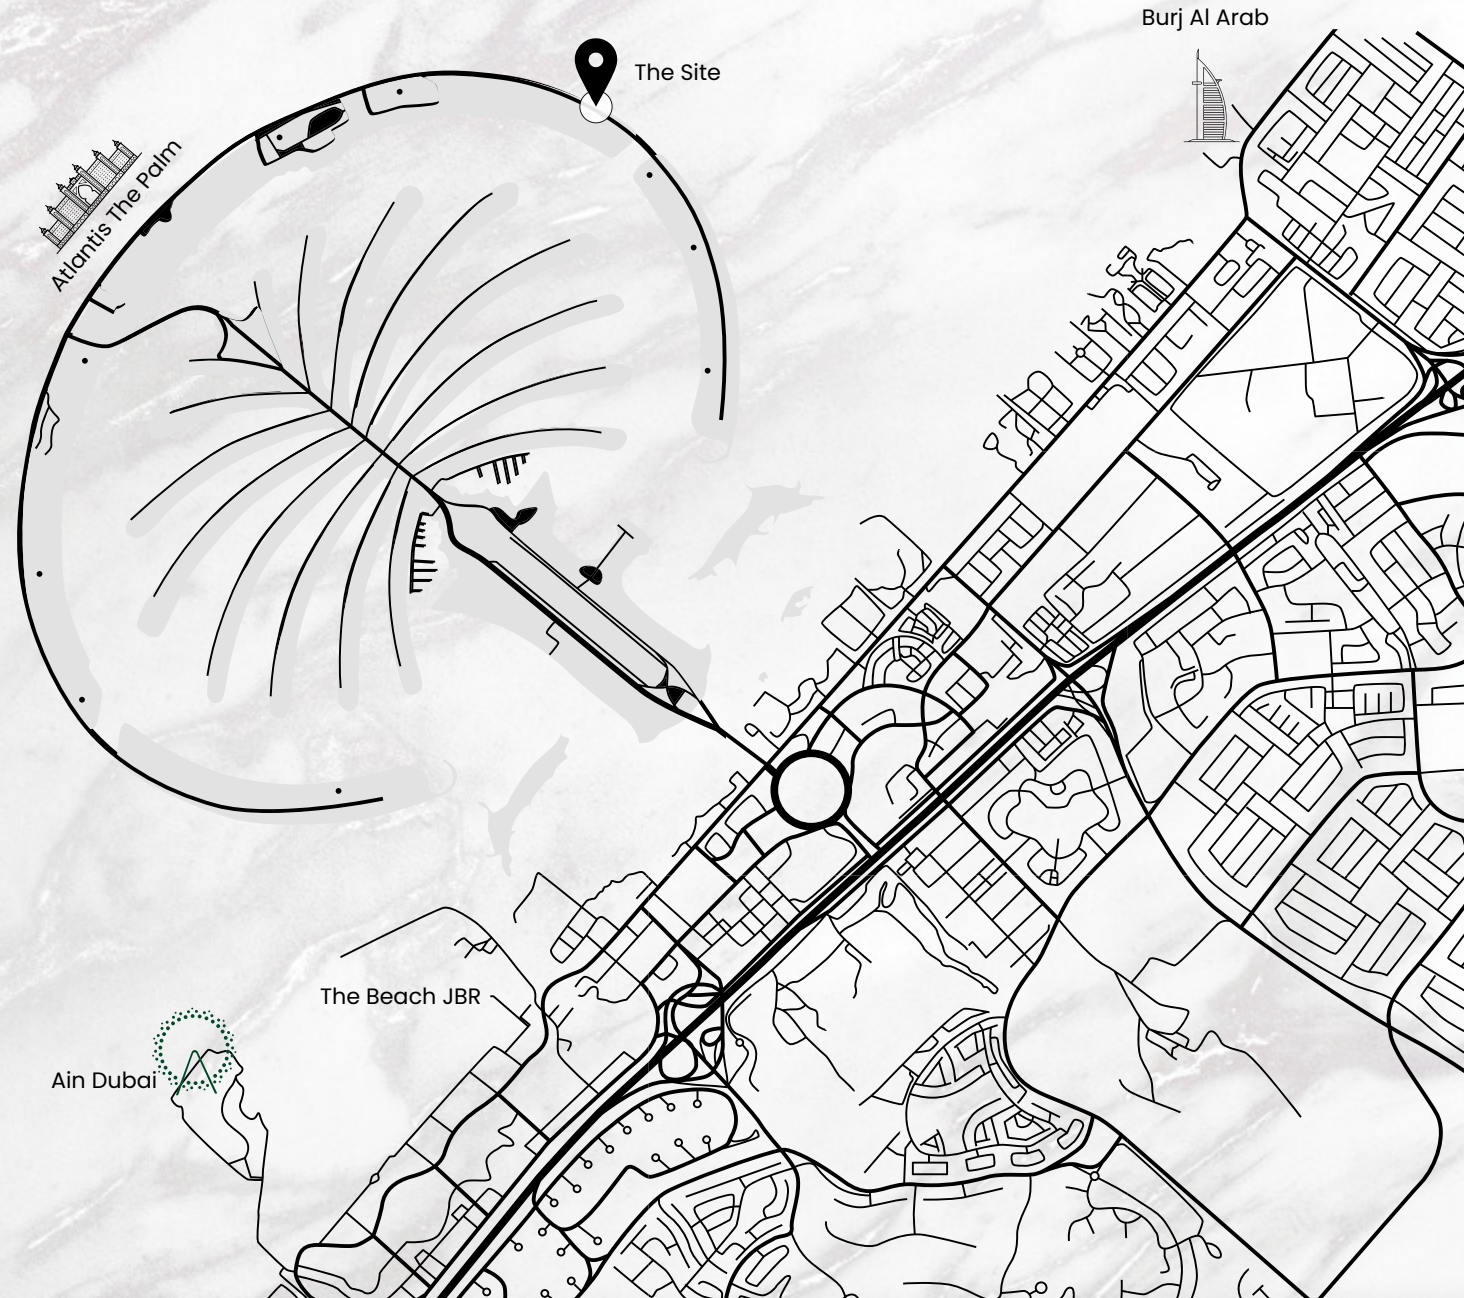 Burj Al Arab
The Site
Atlantis The Palm
The Beach JBR
Ain Dubai